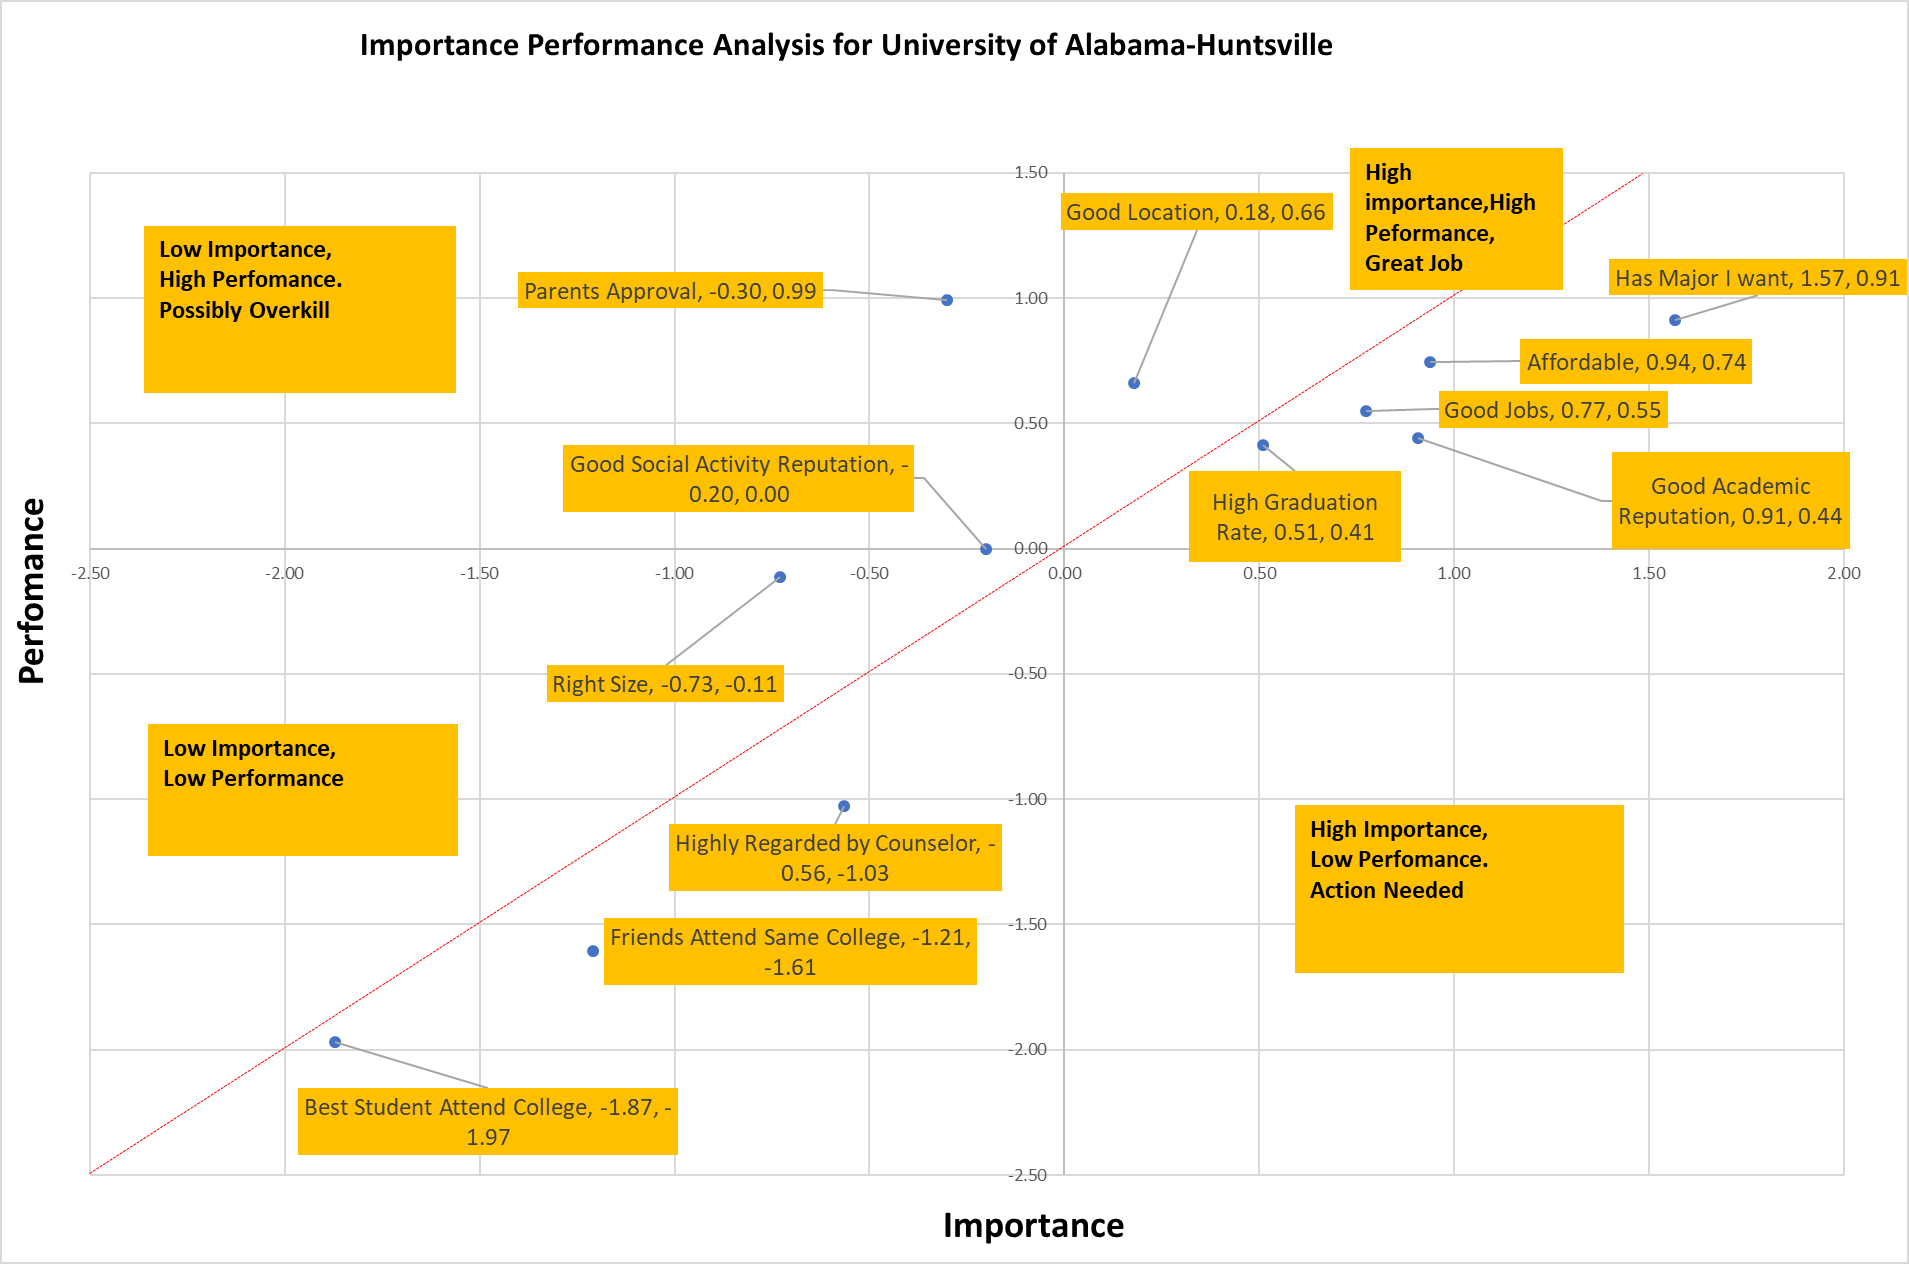 Importance Performance Analysis for University of Alabama-Huntsville
High
importance,High
Peformance,
Great Job
Low Importance,
High Perfomance.
Possibly Overkill
Good Location, 0.18, 0.66
Has Major I want, 1.57, 0.91
Parents Approval, -0.30, 0.99
Affordable, 0.94, 0.74
Good Jobs, 0.77, 0.55
Good Social Activity Reputation, -
0.20, 0.00
High Graduation
Rate, 0.51, 0.41
Good Academic
Reputation, 0.91, 0.44
Right Size, -0.73, -0.11
Low Importance,
Low Performance
Highly Regarded by Counselor, -
0.56, -1.03
High Importance,
Low Perfomance.
Action Needed
Friends Attend Same College, -1.21,
-1.61
Best Student Attend College, -1.87, -
1.97
1.50
1.00
0.50
0.00
-0.50
-1.00
-1.50
-2.00
-2.50
-2.50
-2.00
-1.50
-1.00
-0.50
0.00
0.50
1.00
1.50
2.00
Perfomance
Importance